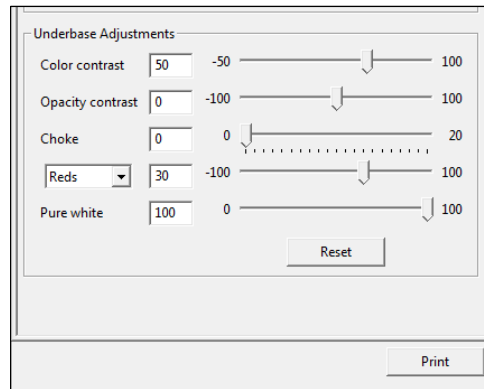 Underbase Adjustments
Color contrast 50 -50 100
Opacity contrast 0 -100 100
Choke 0 0 20
Reds 30 -100 100
Pure white 100 0 100
Reset
Print